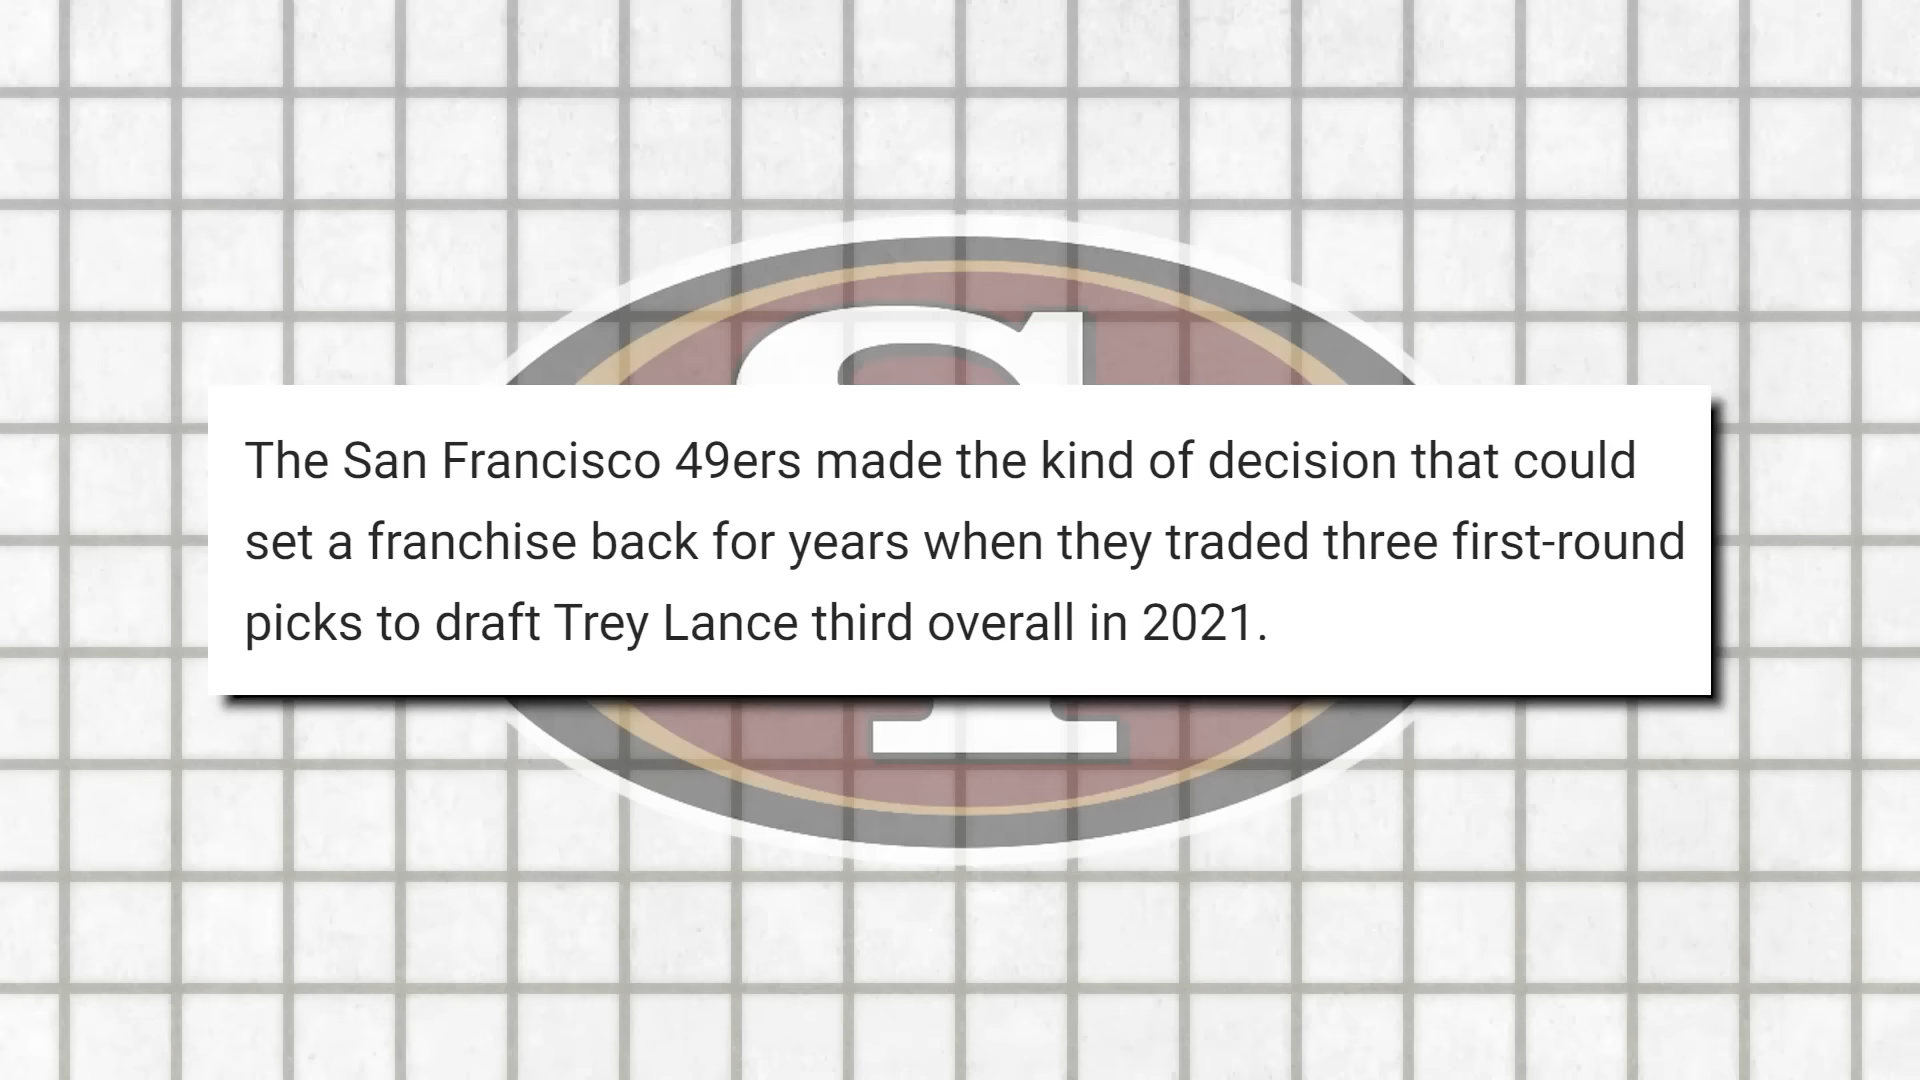 The San Francisco 49ers made the kind of decision that could
set a franchise back for years when they traded three first-round
picks to draft Trey Lance third overall in 2021.